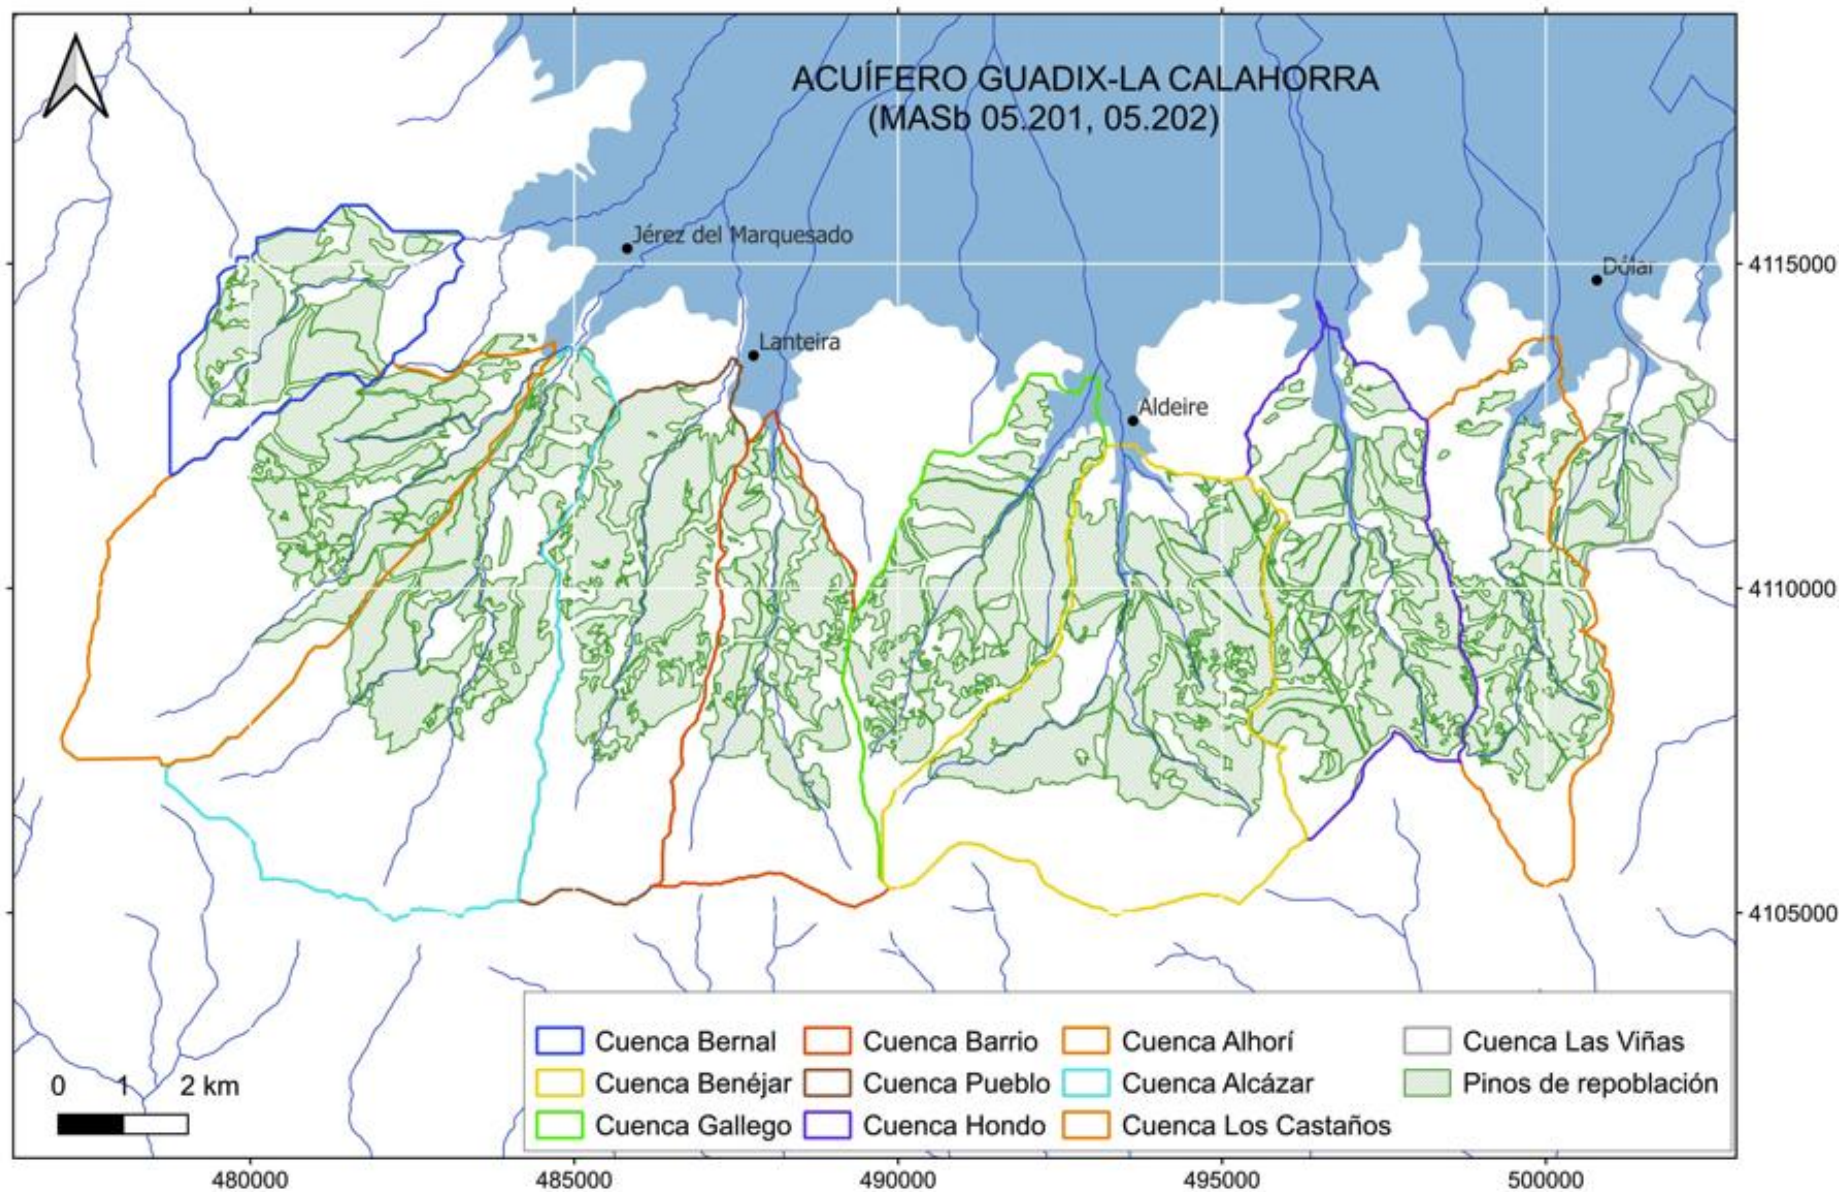 ACUÍFERO GUADIX-LA CALAHORRA
(MASb 05.201, 05.202)
Jérez del Marquesado
4115000
Dólar
Lanteira
Aldeire
4110000
4105000
Cuenca Bernal
Cuenca Barrio
Cuenca Alhorí
Cuenca Las Viñas
Cuenca Benéjar
Cuenca Pueblo
Cuenca Alcázar
Pinos de repoblación
Cuenca Gallego
Cuenca Hondo
Cuenca Los Castaños
0 1 2 km
480000 485000 490000 495000 500000